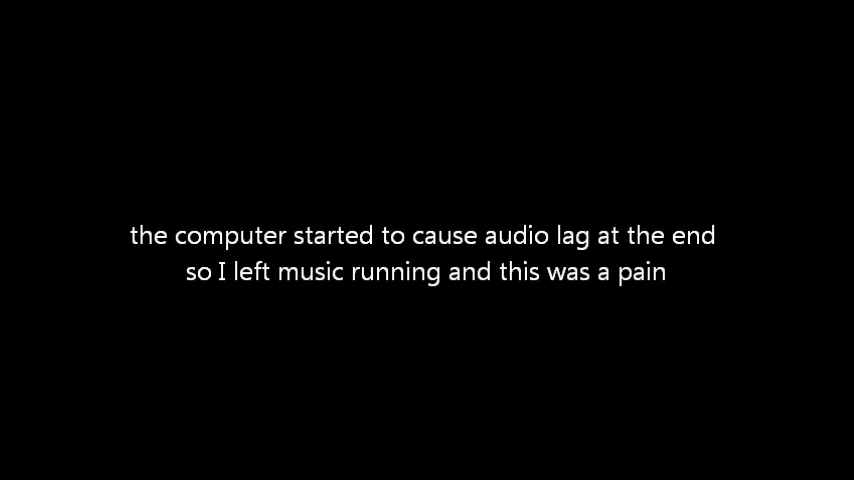 the computer started to cause audio lag at the end
so I left music running and this was a pain